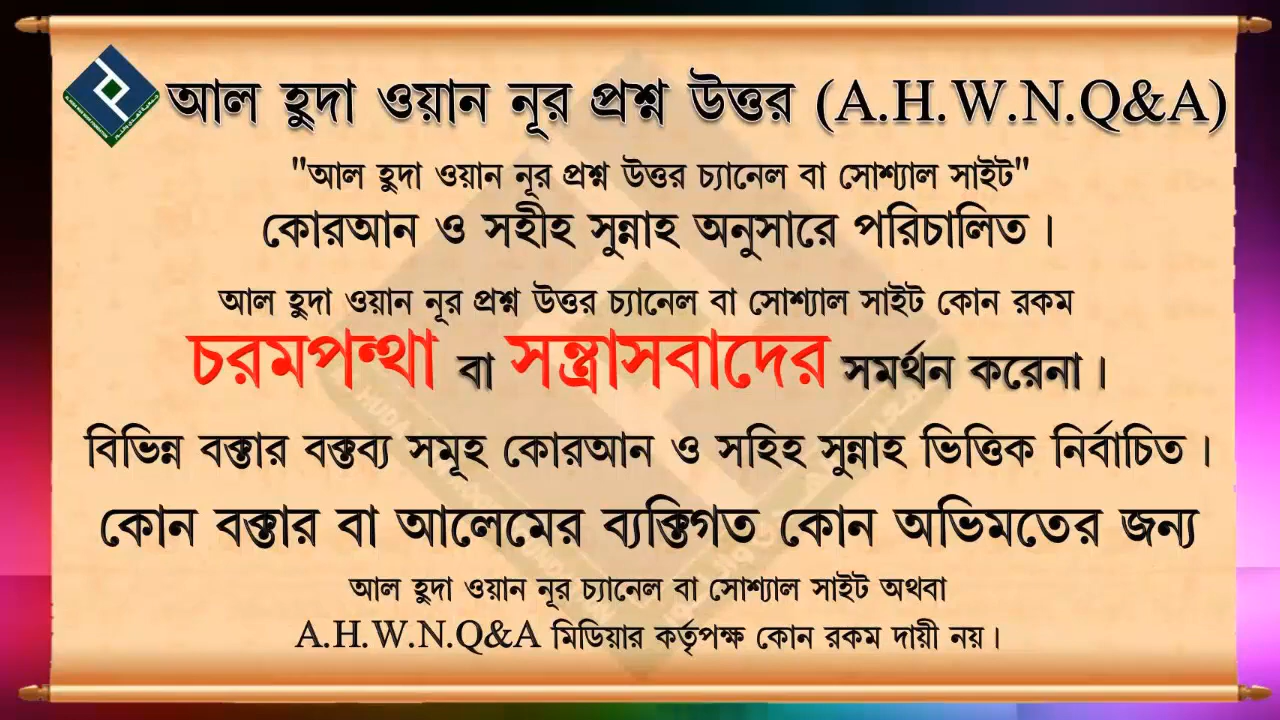 আল হুদা ওয়ান নূর প্রশ্ন উত্তর (A.H.W.N.Q&A)
"আল হুদা ওয়ান নূর প্রশ্ন উত্তর চ্যানেল বা সোশ্যাল সাইট"
কোরআন ও সহীহ সুন্নাহ অনুসারে পরিচালিত।
আল হুদা ওয়ান নূর প্রশ্ন উত্তর চ্যানেল বা সোশ্যাল সাইট কোন রকম
চরমপন্থা বা সন্ত্রাসবাদের সমর্থন করেনা।
বিভিন্ন বক্তার বক্তব্য সমূহ কোরআন ও সহিহ সুন্নাহ ভিত্তিক নির্বাচিত।
কোন বক্তার বা আলেমের ব্যক্তিগত কোন অভিমতের জন্য
আল হুদা ওয়ান নূর চ্যানেল বা সোশ্যাল সাইট অথবা
A.H.W.N.Q&A মিডিয়ার কর্তৃপক্ষ কোন রকম দায়ী নয়।